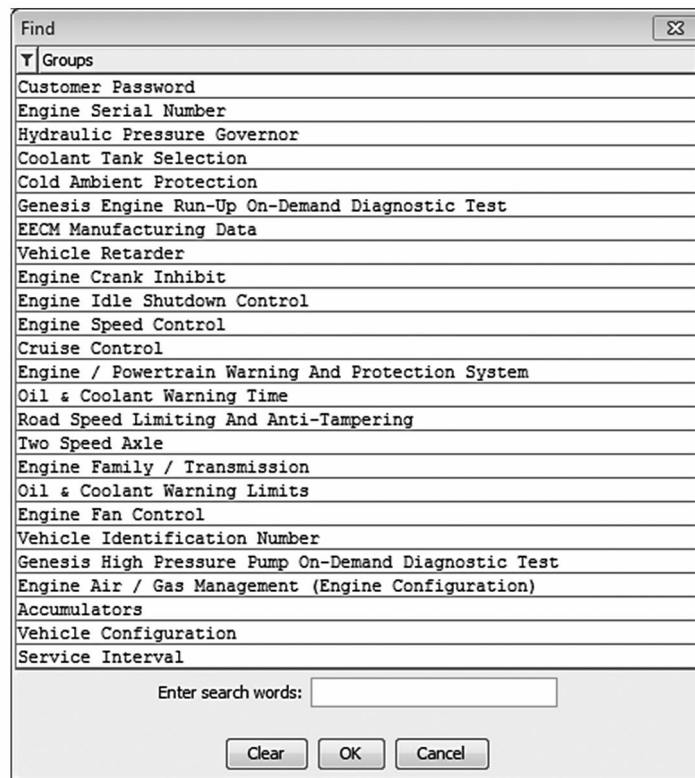 Find
Groups
Customer Password
Engine Serial Number
Hydraulic Pressure Governor
Coolant Tank Selection
Cold Ambient Protection
Genesis Engine Run-Up On-Demand Diagnostic Test
EECM Manufacturing Data
Vehicle Retarder
Engine Crank Inhibit
Engine Idle Shutdown Control
Engine Speed Control
Cruise Control
Engine / Powertrain Warning And Protection System
Oil & Coolant Warning Time
Road Speed Limiting And Anti-Tampering
Two Speed Axle
Engine Family / Transmission
Oil & Coolant Warning Limits
Engine Fan Control
Vehicle Identification Number
Genesis High Pressure Pump On-Demand Diagnostic Test
Engine Air / Gas Management (Engine Configuration)
Accumulators
Vehicle Configuration
Service Interval
Enter search words:
Clear OK Cancel